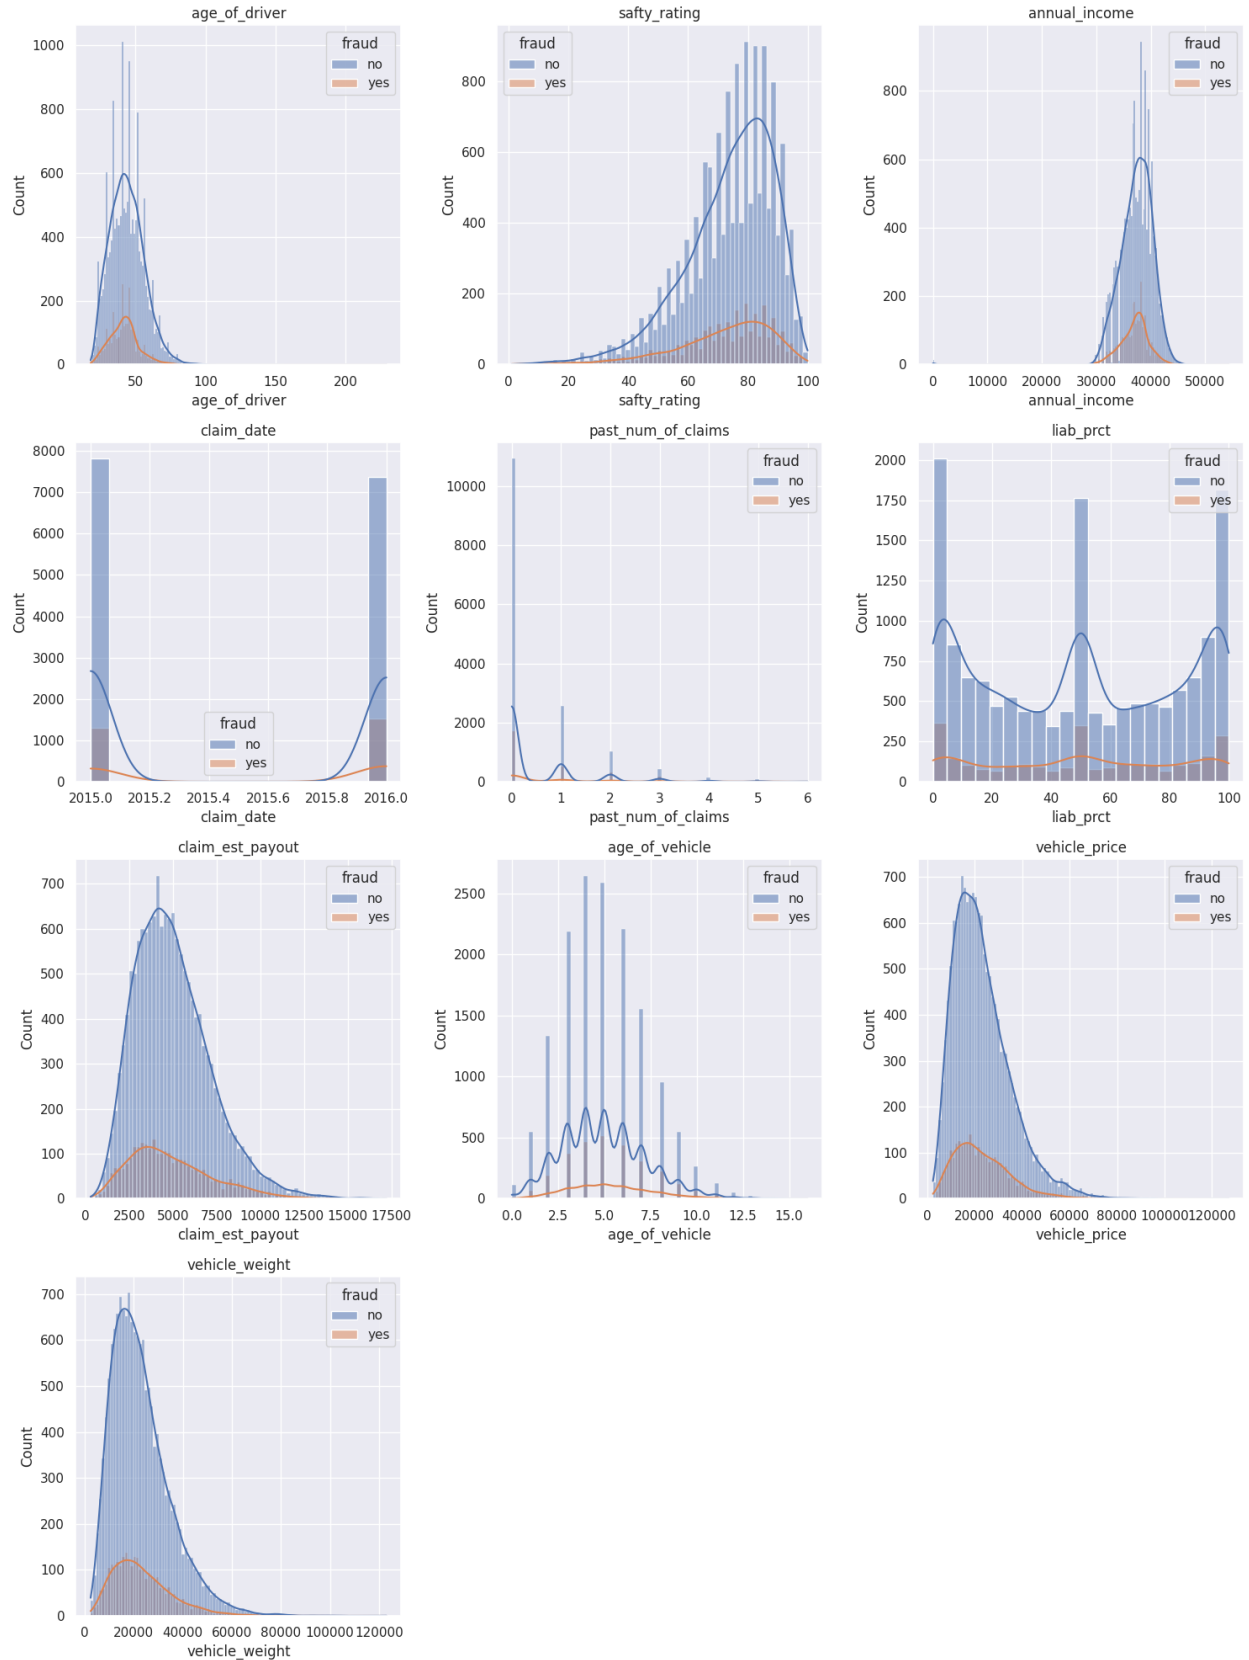 age_of_driver
fraud
no
yes
Count
1000
800
600
400
200
0
50 100 150 200
age_of_driver
safty_rating
fraud
no
yes
Count
800
600
400
200
0
0 20 40 60 80 100
safty_rating
annual_income
fraud
no
yes
Count
800
600
400
200
0
0 10000 20000 30000 40000 50000
annual_income
claim_date
fraud
no
yes
Count
8000
7000
6000
5000
4000
3000
2000
1000
0
2015.0 2015.2 2015.4 2015.6 2015.8 2016.0
claim_date
past_num_of_claims
fraud
no
yes
Count
10000
8000
6000
4000
2000
0
0 1 2 3 4 5 6
past_num_of_claims
liab_prct
fraud
no
yes
Count
2000
1750
1500
1250
1000
750
500
250
0
0 20 40 60 80 100
liab_prct
claim_est_payout
fraud
no
yes
Count
700
600
500
400
300
200
100
0
0 2500 5000 7500 10000 12500 15000 17500
claim_est_payout
age_of_vehicle
fraud
no
yes
Count
2500
2000
1500
1000
500
0
0.0 2.5 5.0 7.5 10.0 12.5 15.0
age_of_vehicle
vehicle_price
fraud
no
yes
Count
700
600
500
400
300
200
100
0
0 20000 40000 60000 80000 100000 120000
vehicle_price
vehicle_weight
fraud
no
yes
Count
700
600
500
400
300
200
100
0
0 20000 40000 60000 80000 100000 120000
vehicle_weight